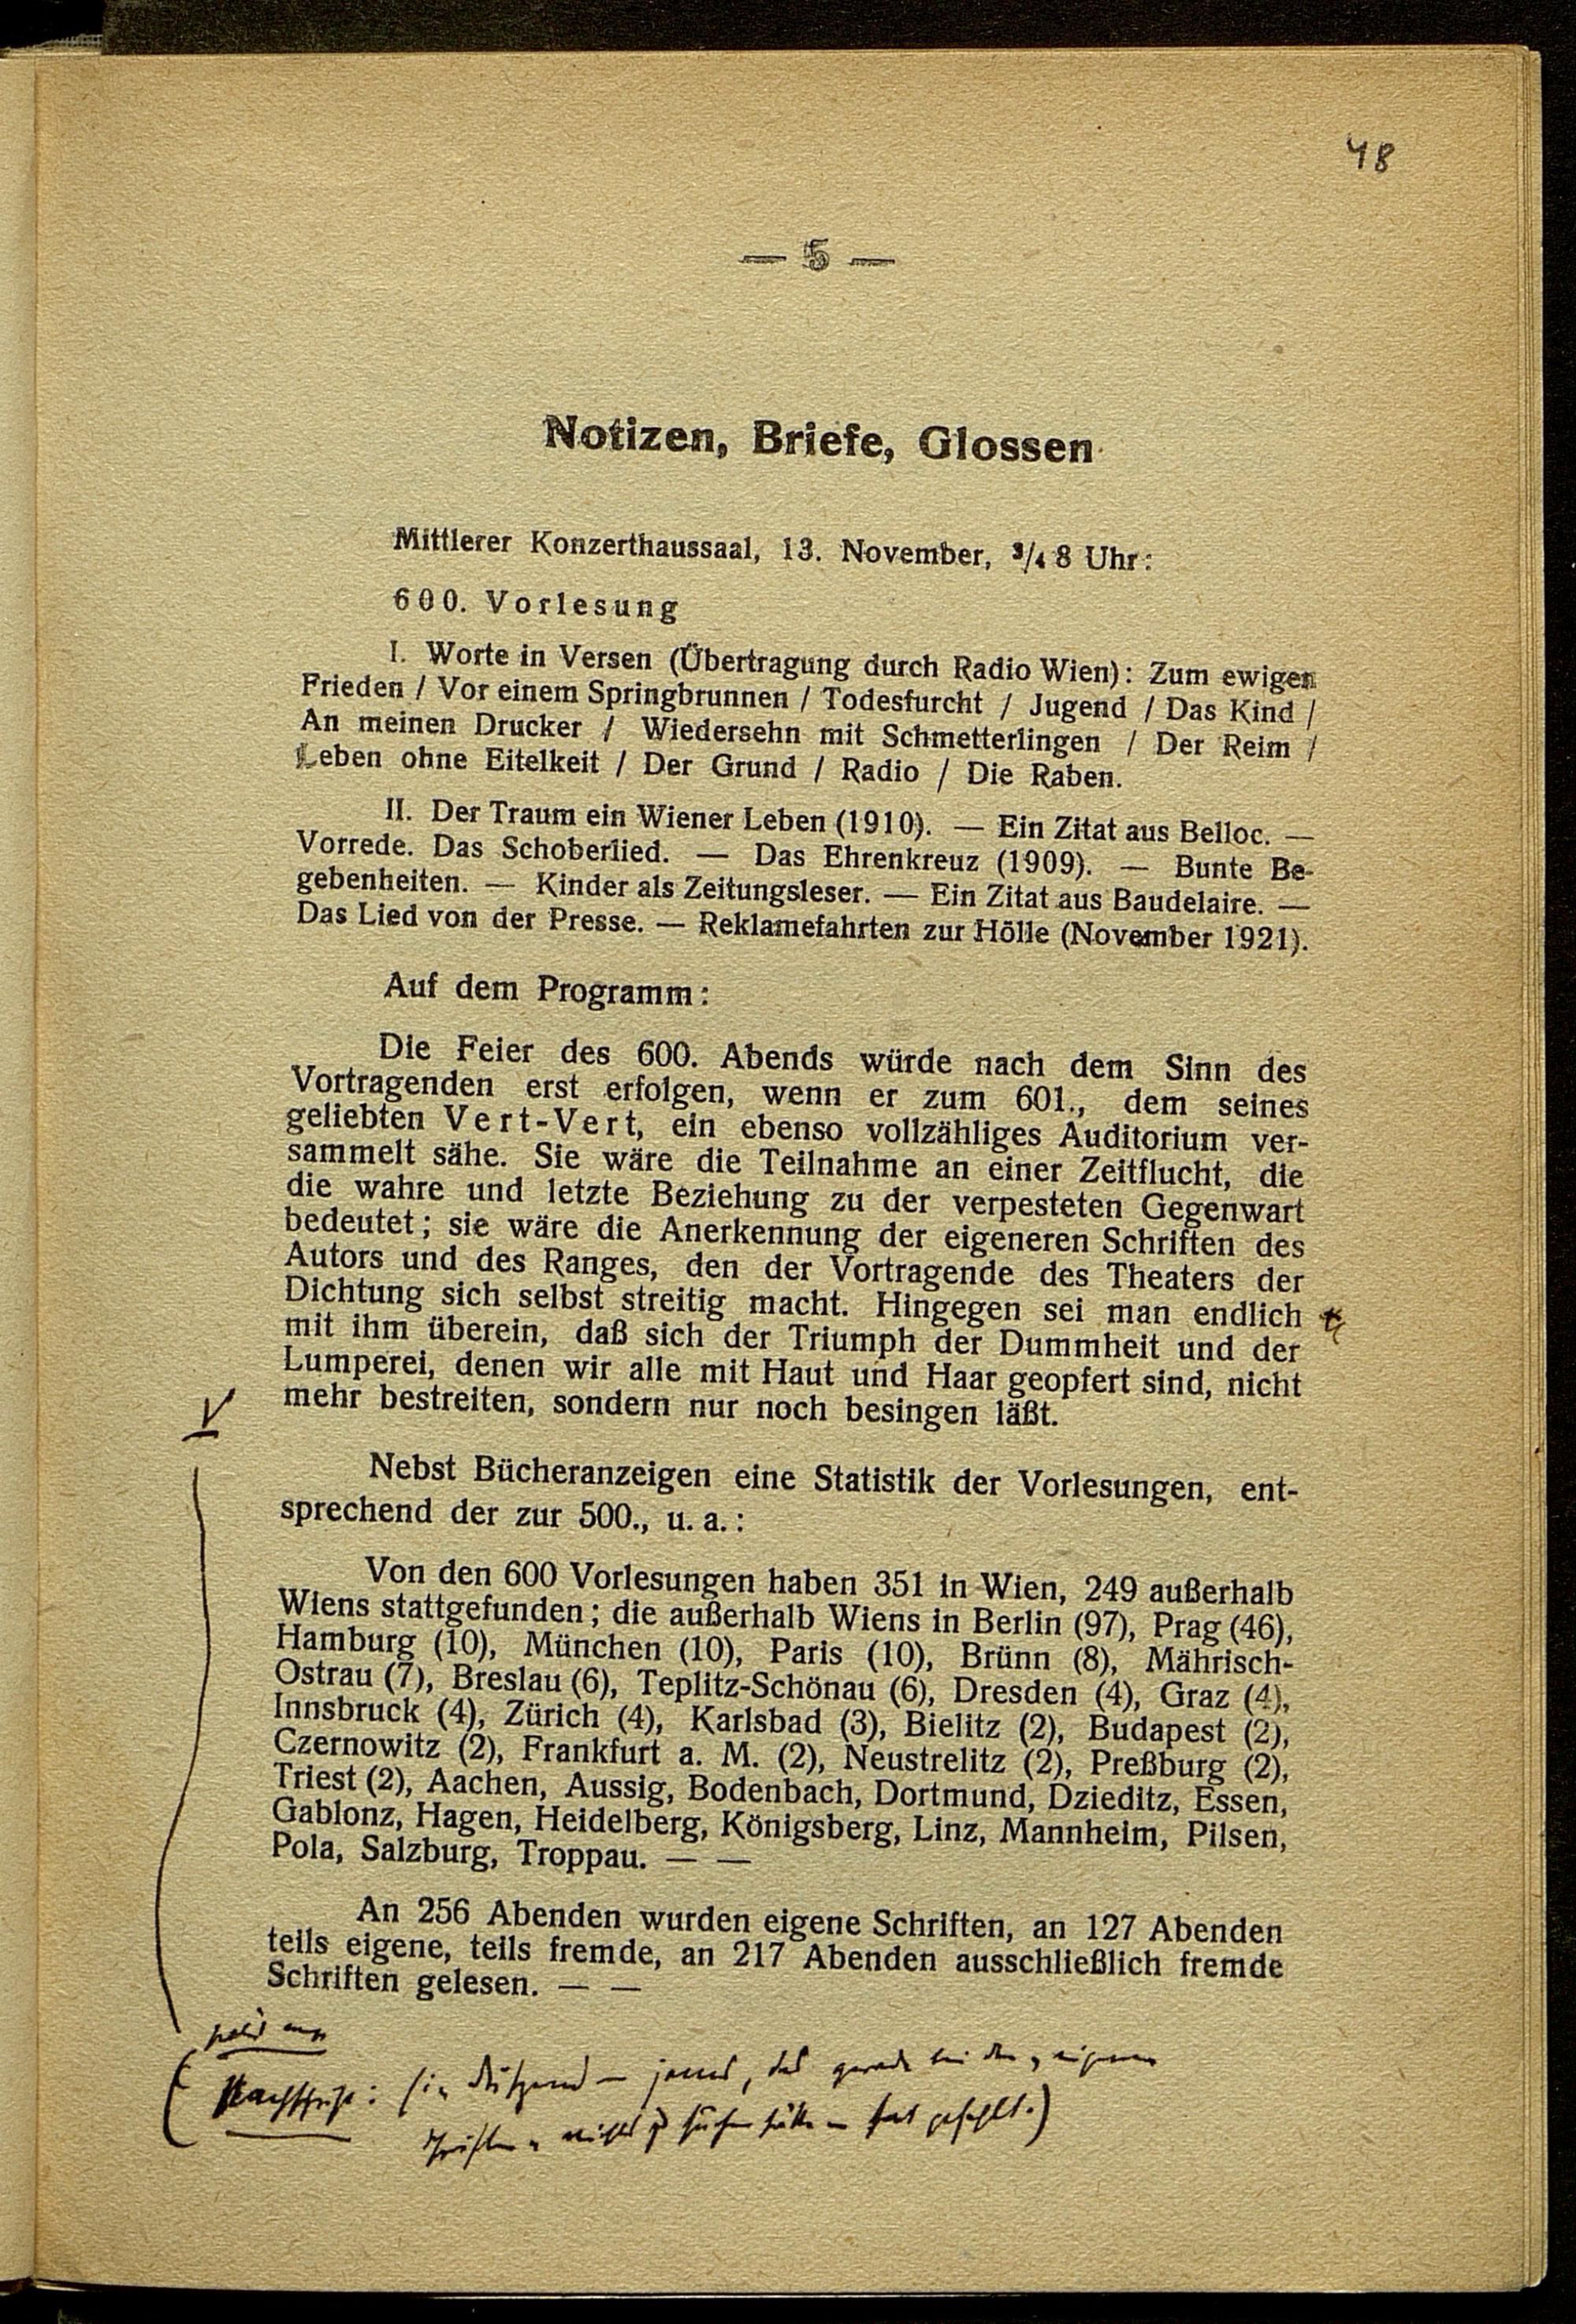 48
— 5 —
Notizen, Briefe, Glossen
Mittlerer Konzerthaussaal, 13. November, ¾ 8 Uhr:
600. Vorlesung
I. Worte in Versen (Übertragung durch Radio Wien): Zum ewigen
Frieden / Vor einem Springbrunnen / Todesfurcht / Jugend / Das Kind /
An meinen Drucker / Wiedersehn mit Schmetterlingen / Der Reim /
Leben ohne Eitelkeit / Der Grund / Radio / Die Raben.
II. Der Traum ein Wiener Leben (1910). — Ein Zitat aus Belloc. —
Vorrede. Das Schoberlied. — Das Ehrenkreuz (1909). — Bunte Be-
gebenheiten. — Kinder als Zeitungsleser. — Ein Zitat aus Baudelaire. —
Das Lied von der Presse. — Reklamefahrten zur Hölle (November 1921).
Auf dem Programm:
Die Feier des 600. Abends würde nach dem Sinn des
Vortragenden erst erfolgen, wenn er zum 601., dem seines
geliebten Vert-Vert, ein ebenso vollzähliges Auditorium ver-
sammelt sähe. Sie wäre die Teilnahme an einer Zeitflucht, die
die wahre und letzte Beziehung zu der verpesteten Gegenwart
bedeutet; sie wäre die Anerkennung der eigeneren Schriften des
Autors und des Ranges, den der Vortragende des Theaters der
Dichtung sich selbst streitig macht. Hingegen sei man endlich
mit ihm überein, daß sich der Triumph der Dummheit und der
Lumperei, denen wir alle mit Haut und Haar geopfert sind, nicht
mehr bestreiten, sondern nur noch besingen läßt.
Nebst Bücheranzeigen eine Statistik der Vorlesungen, ent-
sprechend der zur 500., u. a.:
Von den 600 Vorlesungen haben 351 in Wien, 249 außerhalb
Wiens stattgefunden; die außerhalb Wiens in Berlin (97), Prag (46),
Hamburg (10), München (10), Paris (10), Brünn (8), Mährisch-
Ostrau (7), Breslau (6), Teplitz-Schönau (6), Dresden (4), Graz (4),
Innsbruck (4), Zürich (4), Karlsbad (3), Bielitz (2), Budapest (2),
Czernowitz (2), Frankfurt a. M. (2), Neustrelitz (2), Preßburg (2),
Triest (2), Aachen, Aussig, Bodenbach, Dortmund, Dzieditz, Essen,
Gablonz, Hagen, Heidelberg, Königsberg, Linz, Mannheim, Pilsen,
Pola, Salzburg, Troppau. — —
An 256 Abenden wurden eigene Schriften, an 127 Abenden
teils eigene, teils fremde, an 217 Abenden ausschließlich fremde
Schriften gelesen. — —